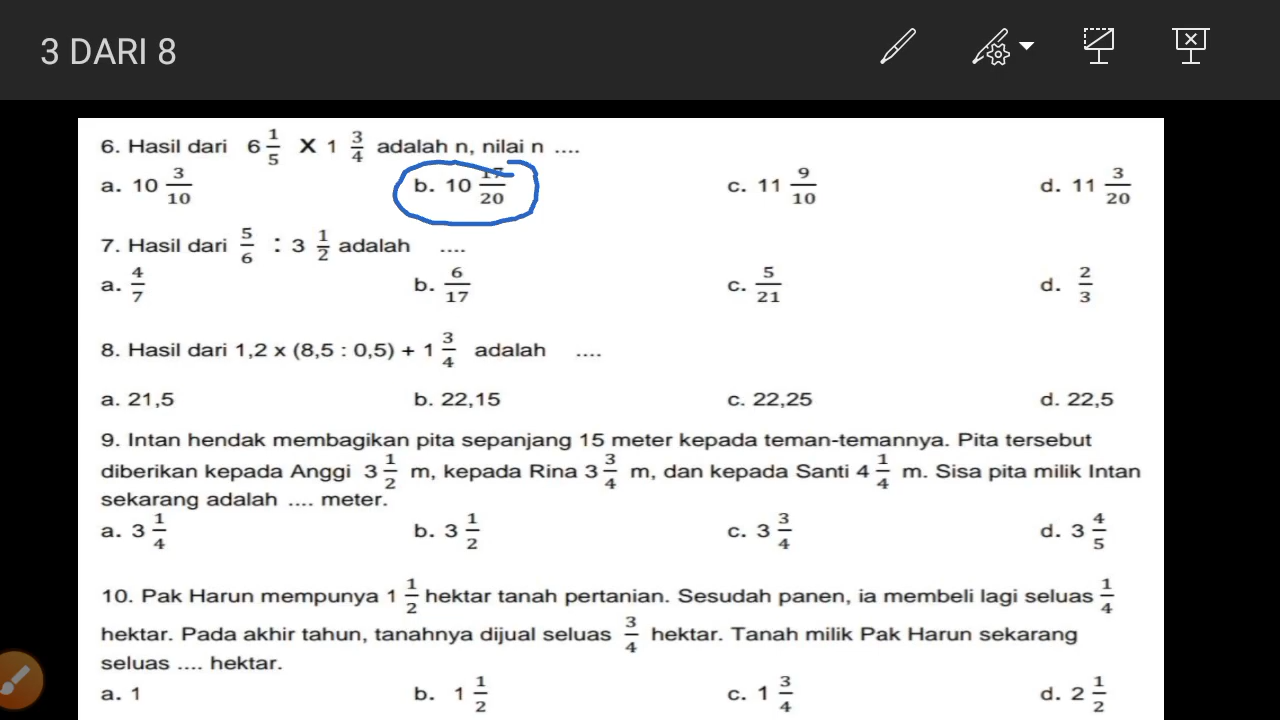 3 DARI 8
6. Hasil dari 6 1/5 X 1 3/4 adalah n, nilai n ....
a. 10 3/10 b. 10 17/20 c. 11 9/10 d. 11 3/20
7. Hasil dari 5/6 : 3 1/2 adalah ....
a. 4/7 b. 6/17 c. 5/21 d. 2/3
8. Hasil dari 1,2 x (8,5 : 0,5) + 1 3/4 adalah ....
a. 21,5 b. 22,15 c. 22,25 d. 22,5
9. Intan hendak membagikan pita sepanjang 15 meter kepada teman-temannya. Pita tersebut
diberikan kepada Anggi 3 1/2 m, kepada Rina 3 3/4 m, dan kepada Santi 4 1/4 m. Sisa pita milik Intan
sekarang adalah .... meter.
a. 3 1/4 b. 3 1/2 c. 3 3/4 d. 3 4/5
10. Pak Harun mempunya 1 1/2 hektar tanah pertanian. Sesudah panen, ia membeli lagi seluas 1/4
hektar. Pada akhir tahun, tanahnya dijual seluas 3/4 hektar. Tanah milik Pak Harun sekarang
seluas .... hektar.
a. 1 b. 1 1/2 c. 1 3/4 d. 2 1/2